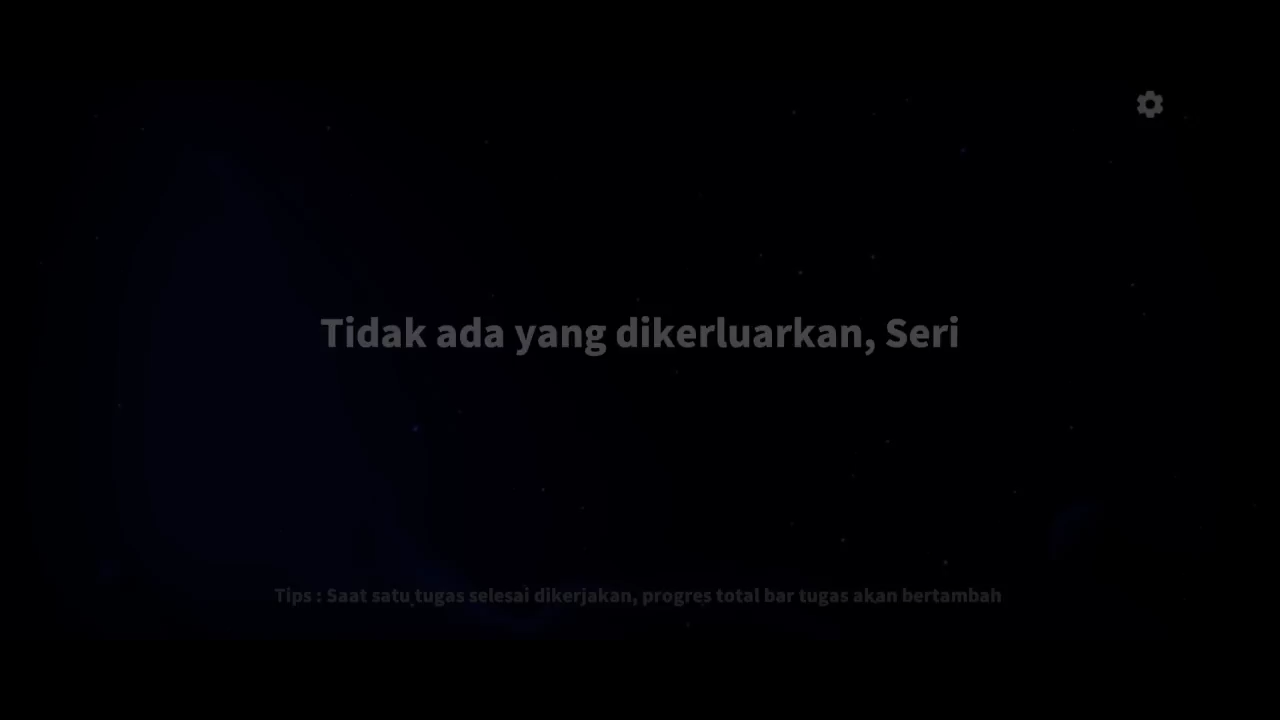 Tidak ada yang dikerluarkan, Seri
Tips : Saat satu tugas selesai dikerjakan, progres total bar tugas akan bertambah